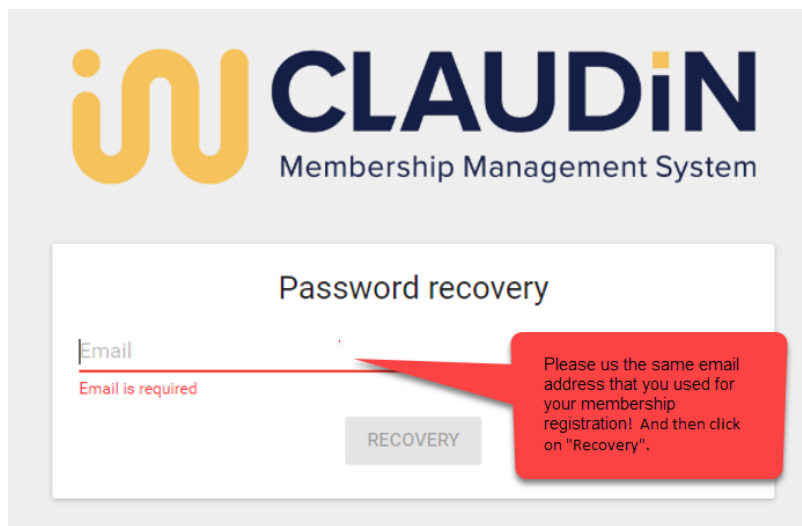 CLAUDiN
Membership Management System
Password recovery
Email
Email is required
RECOVERY
Please us the same email
address that you used for
your membership
registration! And then click
on "Recovery".